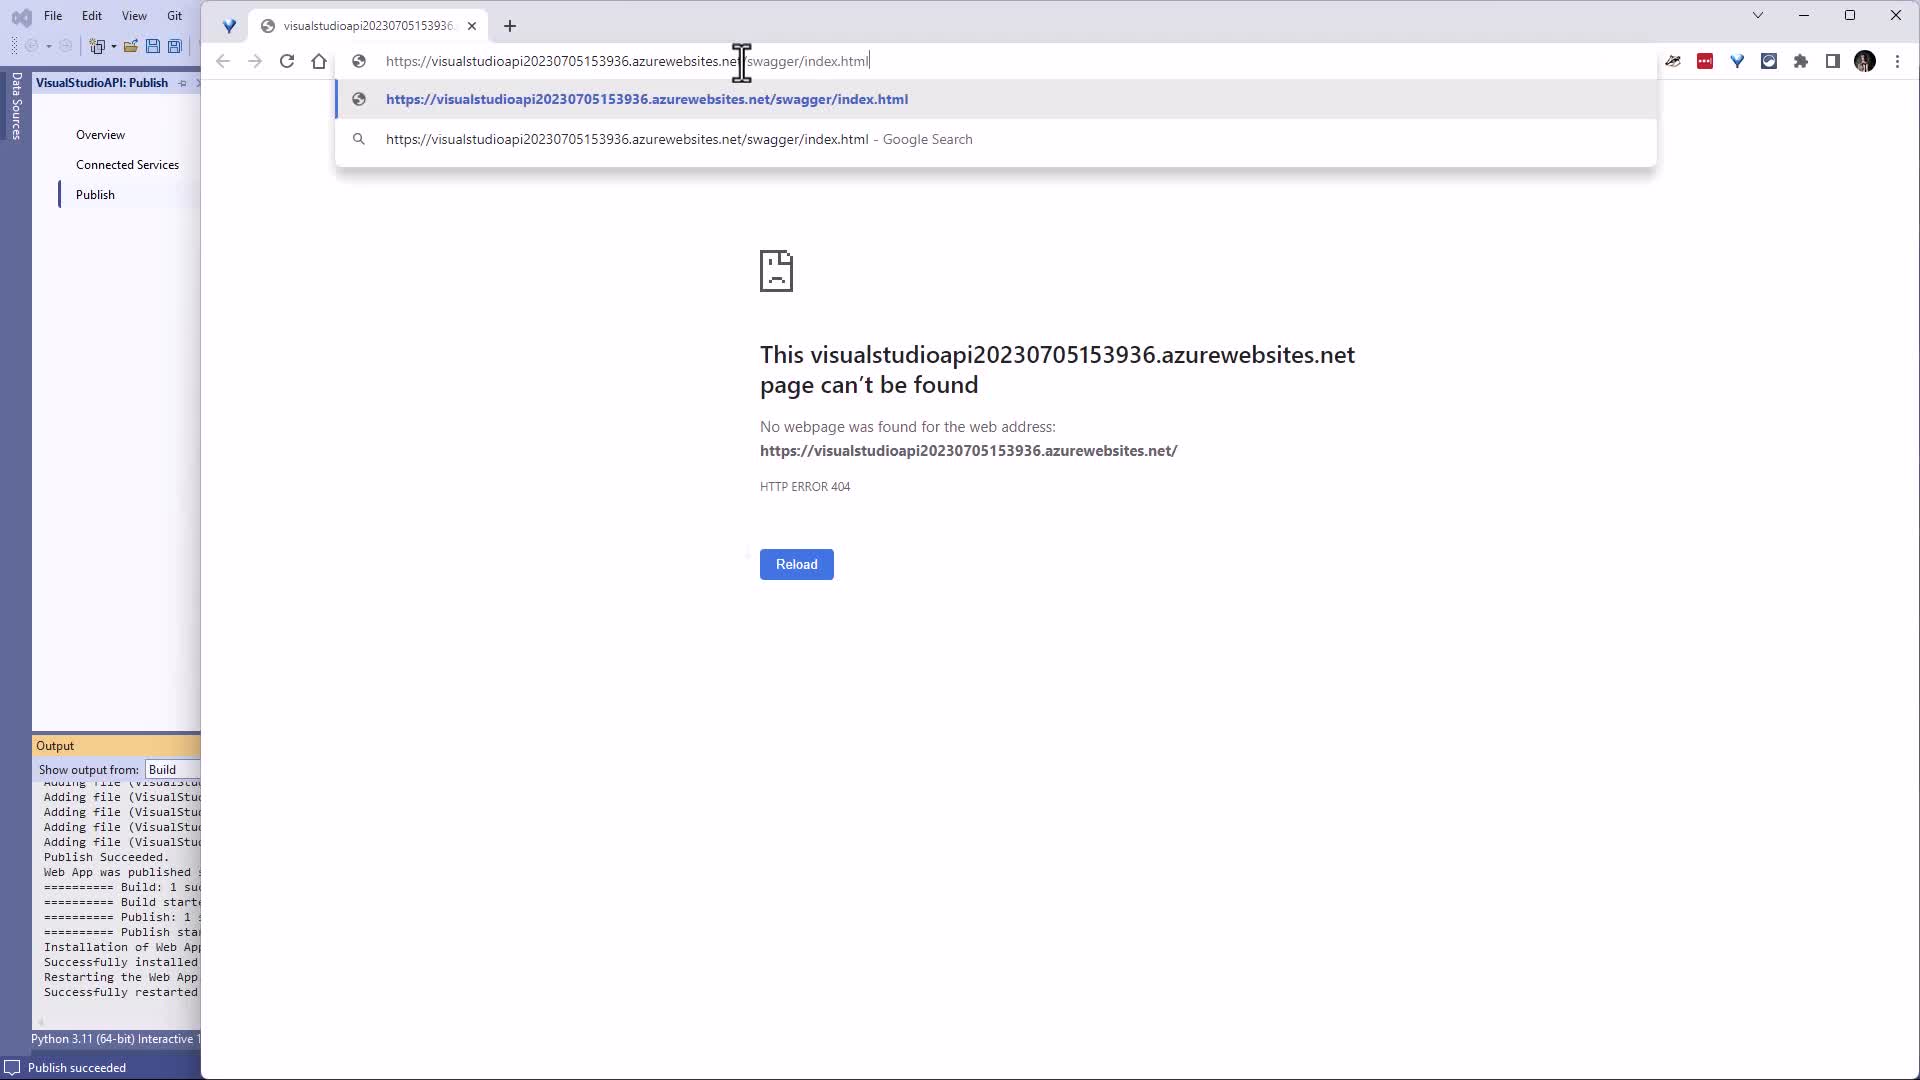 File Edit View Git
Data Sources
VisualStudioAPI: Publish
Overview
Connected Services
Publish
visualstudioapi20230705153936.
https://visualstudioapi20230705153936.azurewebsites.net/swagger/index.html
https://visualstudioapi20230705153936.azurewebsites.net/swagger/index.html
https://visualstudioapi20230705153936.azurewebsites.net/swagger/index.html - Google Search
This visualstudioapi20230705153936.azurewebsites.net
page can’t be found
No webpage was found for the web address:
https://visualstudioapi20230705153936.azurewebsites.net/
HTTP ERROR 404
Reload
Output
Show output from: Build
Adding file (VisualStu
Adding file (VisualStu
Adding file (VisualStu
Adding file (VisualStu
Adding file (VisualStu
Publish Succeeded.
Web App was published
========== Build: 1 su
========== Build start
========== Publish: 1
========== Publish sta
Installation of Web App
Successfully installed
Restarting the Web App
Successfully restarted
Python 3.11 (64-bit) Interactive 1
Publish succeeded